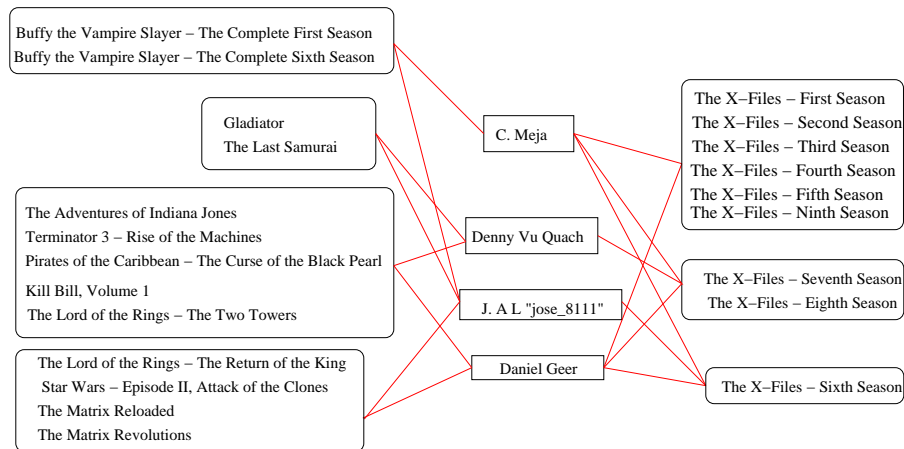 Buffy the Vampire Slayer – The Complete First Season
Buffy the Vampire Slayer – The Complete Sixth Season
Gladiator
The Last Samurai
The Adventures of Indiana Jones
Terminator 3 – Rise of the Machines
Pirates of the Caribbean – The Curse of the Black Pearl
Kill Bill, Volume 1
The Lord of the Rings – The Two Towers
The Lord of the Rings – The Return of the King
Star Wars – Episode II, Attack of the Clones
The Matrix Reloaded
The Matrix Revolutions
C. Meja
Denny Vu Quach
J. A L "jose_8111"
Daniel Geer
The X–Files – First Season
The X–Files – Second Season
The X–Files – Third Season
The X–Files – Fourth Season
The X–Files – Fifth Season
The X–Files – Ninth Season
The X–Files – Seventh Season
The X–Files – Eighth Season
The X–Files – Sixth Season